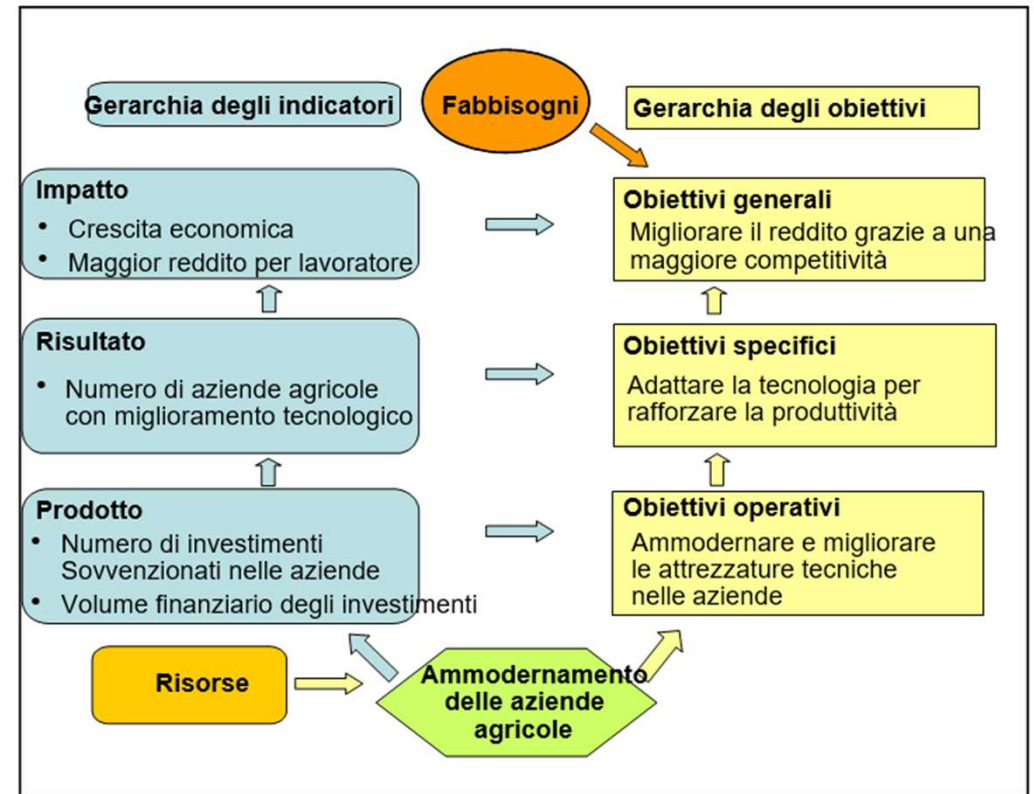 Gerarchia degli indicatori
Fabbisogni
Gerarchia degli obiettivi
Impatto
• Crescita economica
• Maggior reddito per lavoratore
Obiettivi generali
Migliorare il reddito grazie a una
maggiore competitività
Risultato
• Numero di aziende agricole
con miglioramento tecnologico
Obiettivi specifici
Adattare la tecnologia per
rafforzare la produttività
Prodotto
• Numero di investimenti
Sovvenzionati nelle aziende
• Volume finanziario degli investimenti
Obiettivi operativi
Ammodernare e migliorare
le attrezzature tecniche
nelle aziende
Risorse
Ammodernamento
delle aziende
agricole